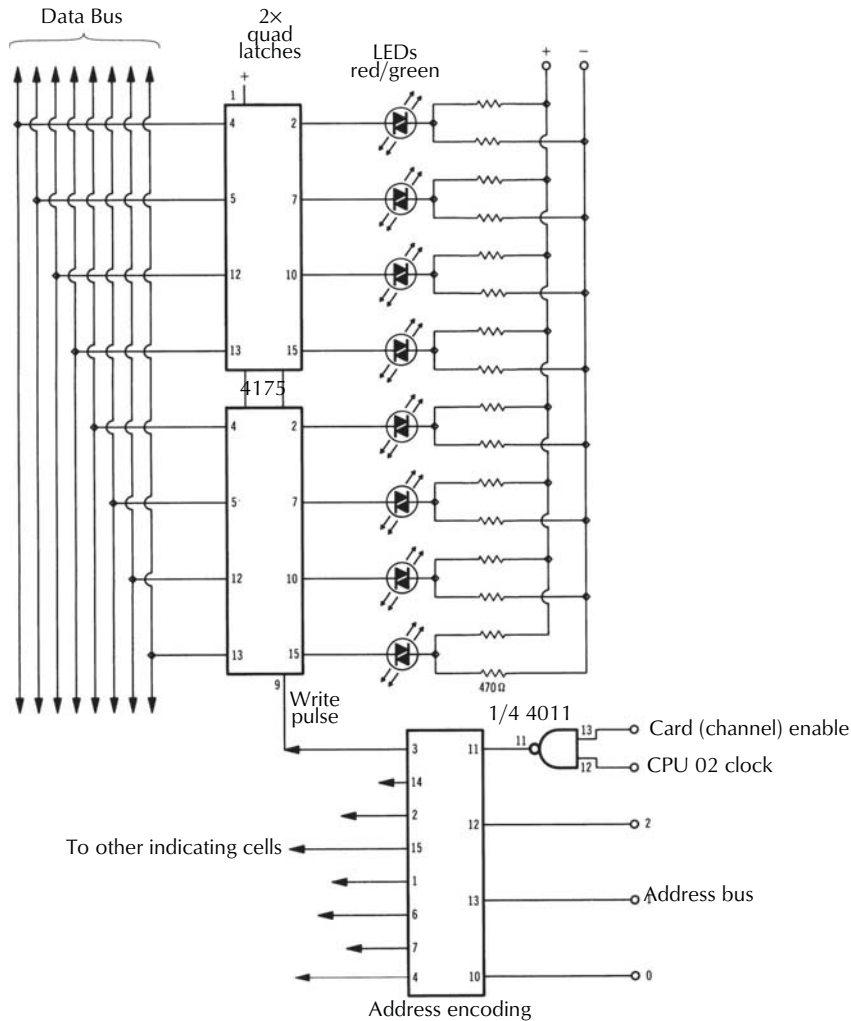 Data Bus
2×
quad
latches
LEDs
red/green
+ −
+
1
4 2
5 7
12 10
13 15
4175
4 2
5 7
12 10
13 15
470 Ω
9
Write
pulse
1/4 4011
3 11 11 13 Card (channel) enable
12 CPU 02 clock
14
2 12 2
To other indicating cells 15
1 13 1 Address bus
6
7
4 10 0
Address encoding